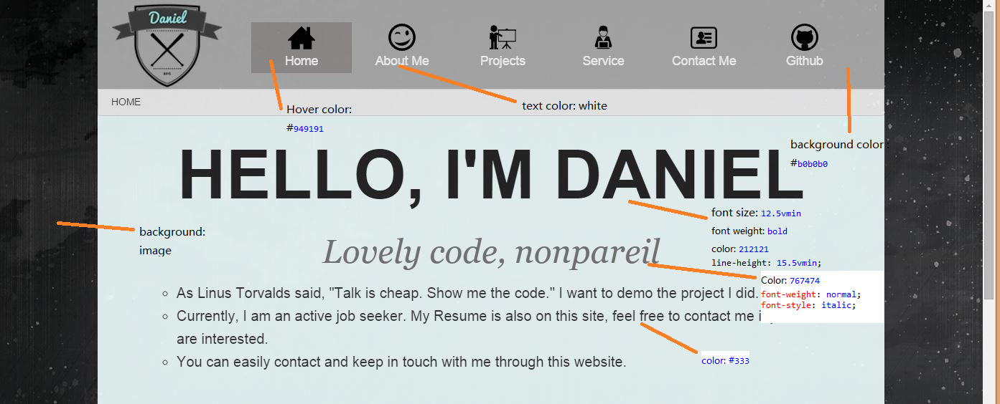 Daniel
Home
About Me
Projects
Service
Contact Me
Github
HOME
Hover color:
#949191
text color: white
background color:
#b0b0b0
HELLO, I'M DANIEL
font size: 12.5vmin
font weight: bold
color: 212121
line-height: 15.5vmin;
background:
image
Lovely code, nonpareil
Color: 767474
font-weight: normal;
font-style: italic;
As Linus Torvalds said, "Talk is cheap. Show me the code." I want to demo the project I did.
Currently, I am an active job seeker. My Resume is also on this site, feel free to contact me
are interested.
You can easily contact and keep in touch with me through this website.
color: #333